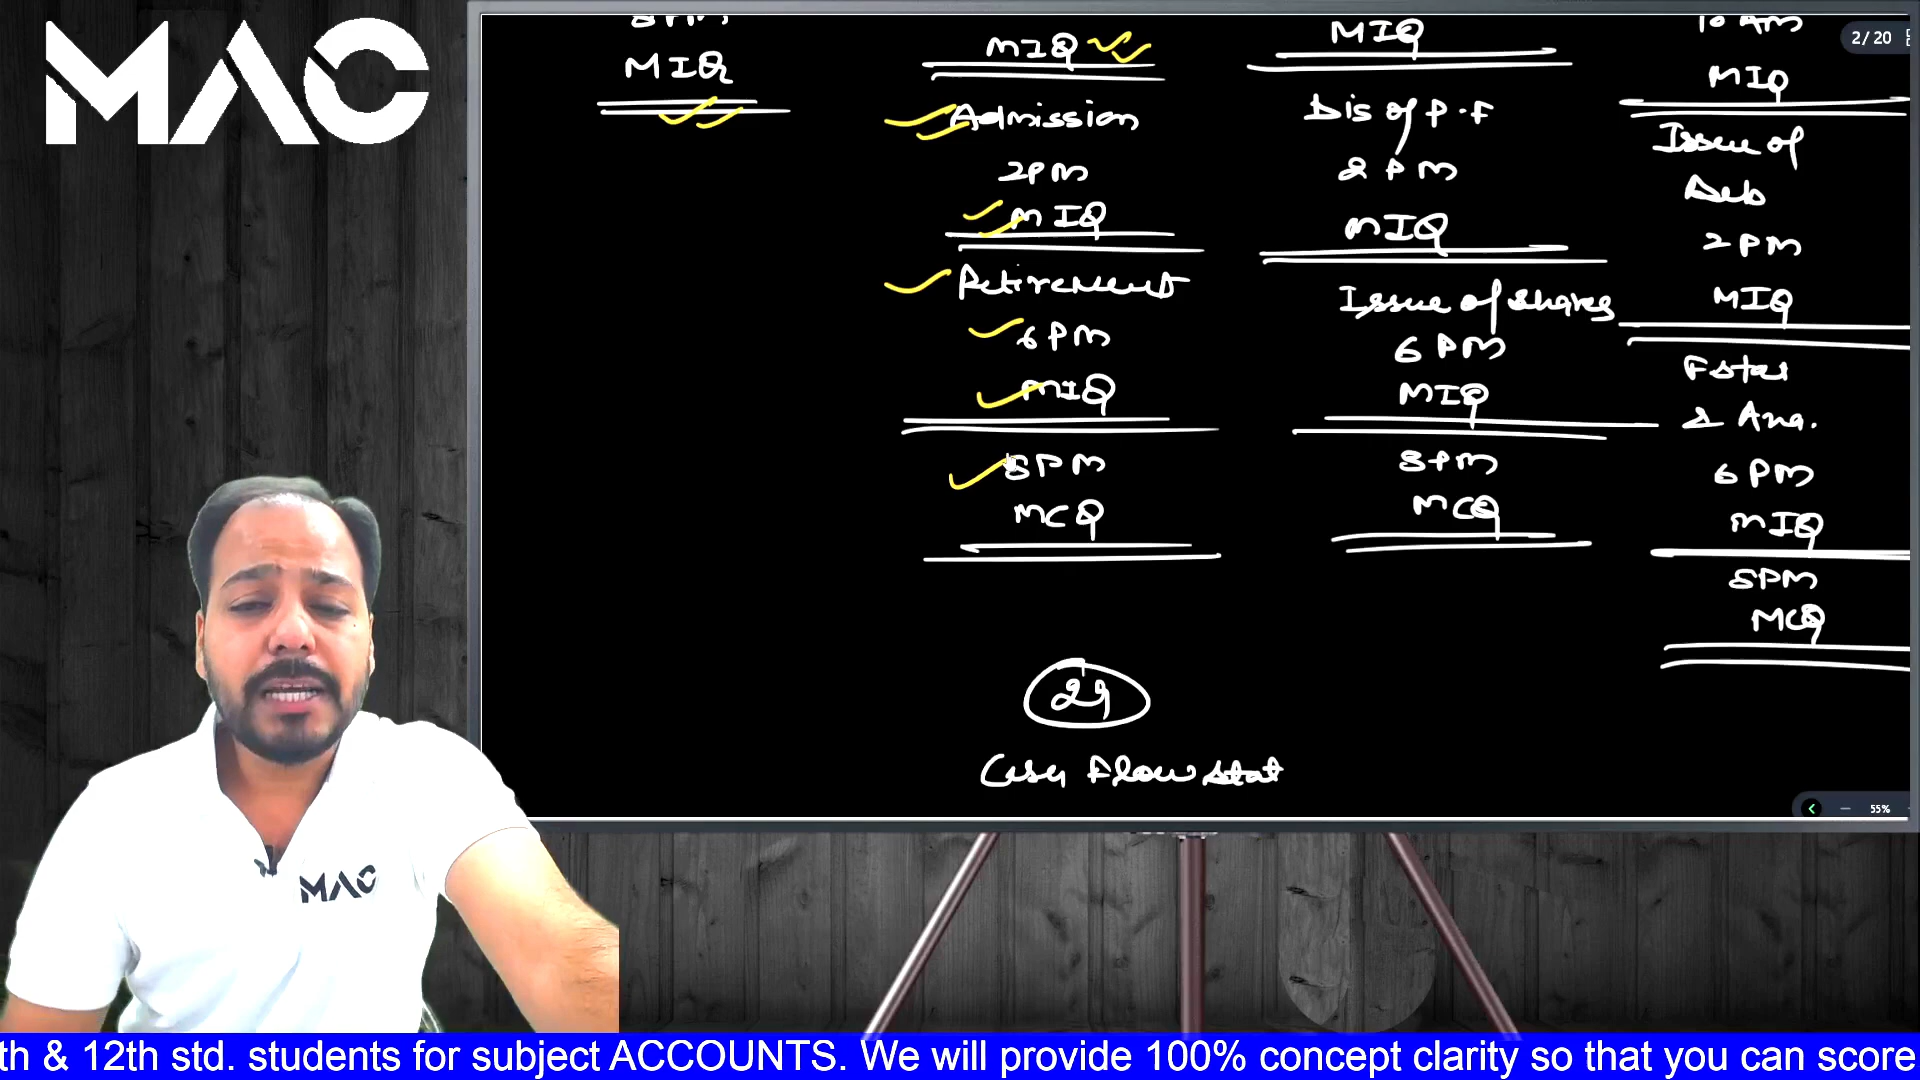 MAC
MIQ
MIQ
Admission
2PM
MIQ
Retirement
6PM
MIQ
8PM
MCQ
MIQ
Dis of P.F
2PM
MIQ
Issue of Shares
6PM
MIQ
8PM
MCQ
10 AM
MIQ
Issue of
Deb
2PM
MIQ
& Ana.
6PM
MIQ
8PM
MCQ
Cash Flow Stat
2/20
55%
MAC
th & 12th std. students for subject ACCOUNTS. We will provide 100% concept clarity so that you can score